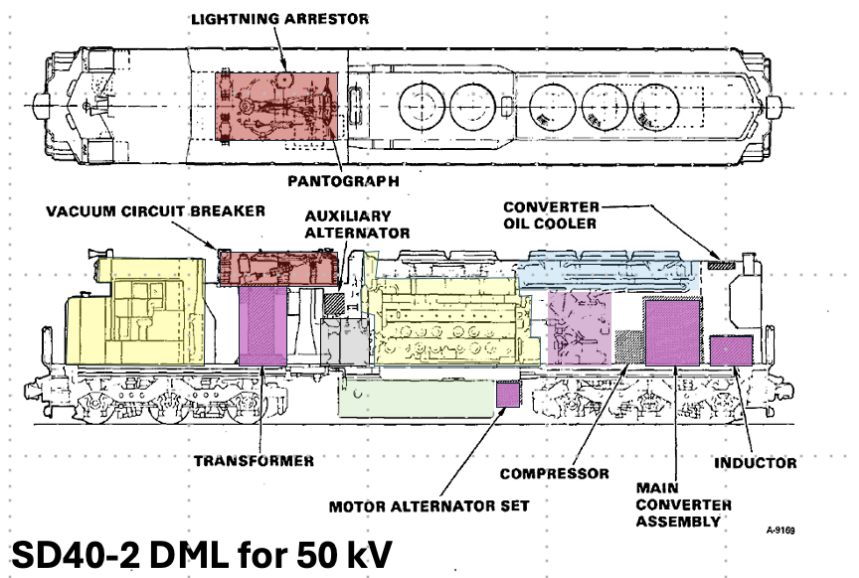 LIGHTNING ARRESTOR
PANTOGRAPH
VACUUM CIRCUIT BREAKER
AUXILIARY
ALTERNATOR
CONVERTER
OIL COOLER
TRANSFORMER
MOTOR ALTERNATOR SET
COMPRESSOR
MAIN
CONVERTER
ASSEMBLY
INDUCTOR
A-9169
SD40-2 DML for 50 kV